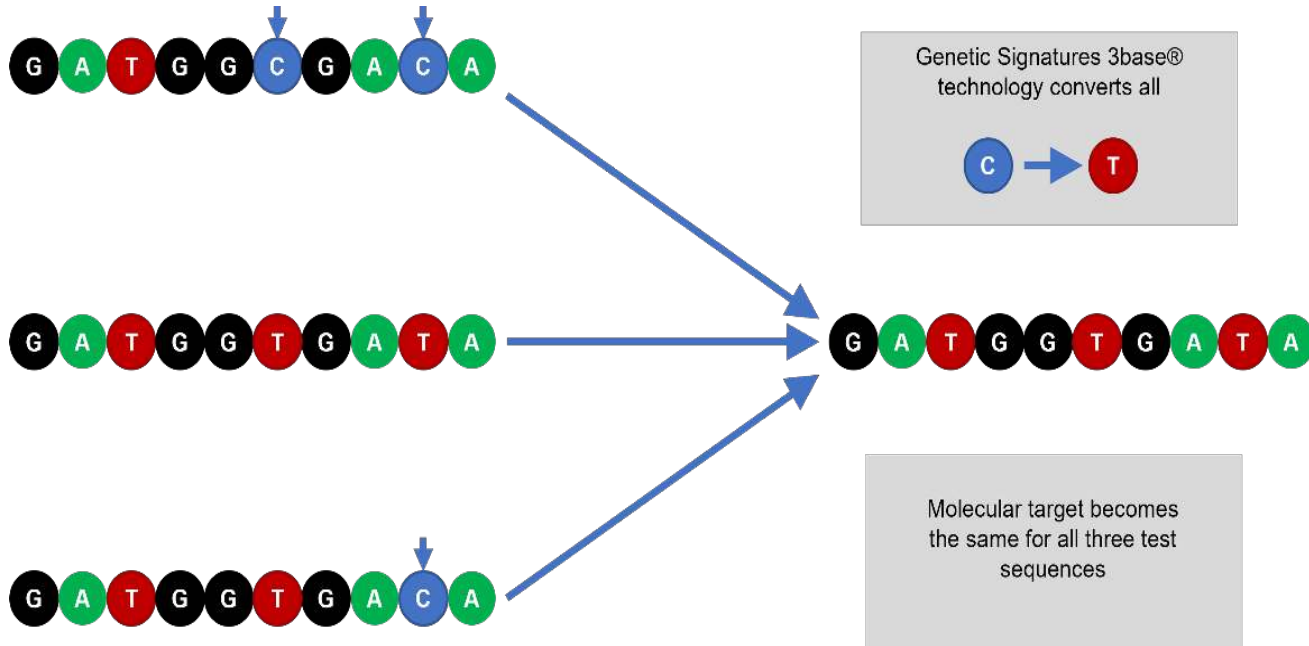 G A T G G C G A C A
Genetic Signatures 3base®
technology converts all
C T
G A T G G T G A T A
G A T G G T G A T A
Molecular target becomes
the same for all three test
sequences
G A T G G T G A C A